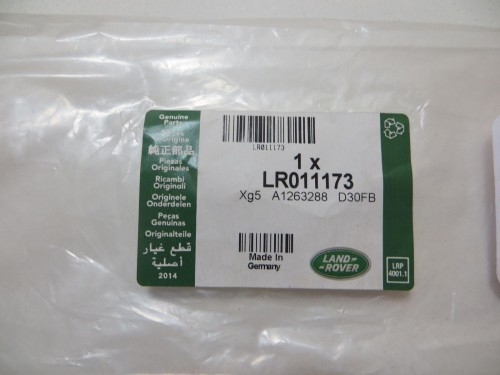 Genuine
Parts
Pièces
d'Origine
純正部品
Piezas
Originales
Ricambi
Originali
Originele
Onderdelen
Peças
Genuinas
Originalteile
قطع غيار
أصلية
2014
LR011173
1 x
LR011173
Xg5 A1263288 D30FB
Made In
Germany
LAND-
-ROVER
LRP
4001.1